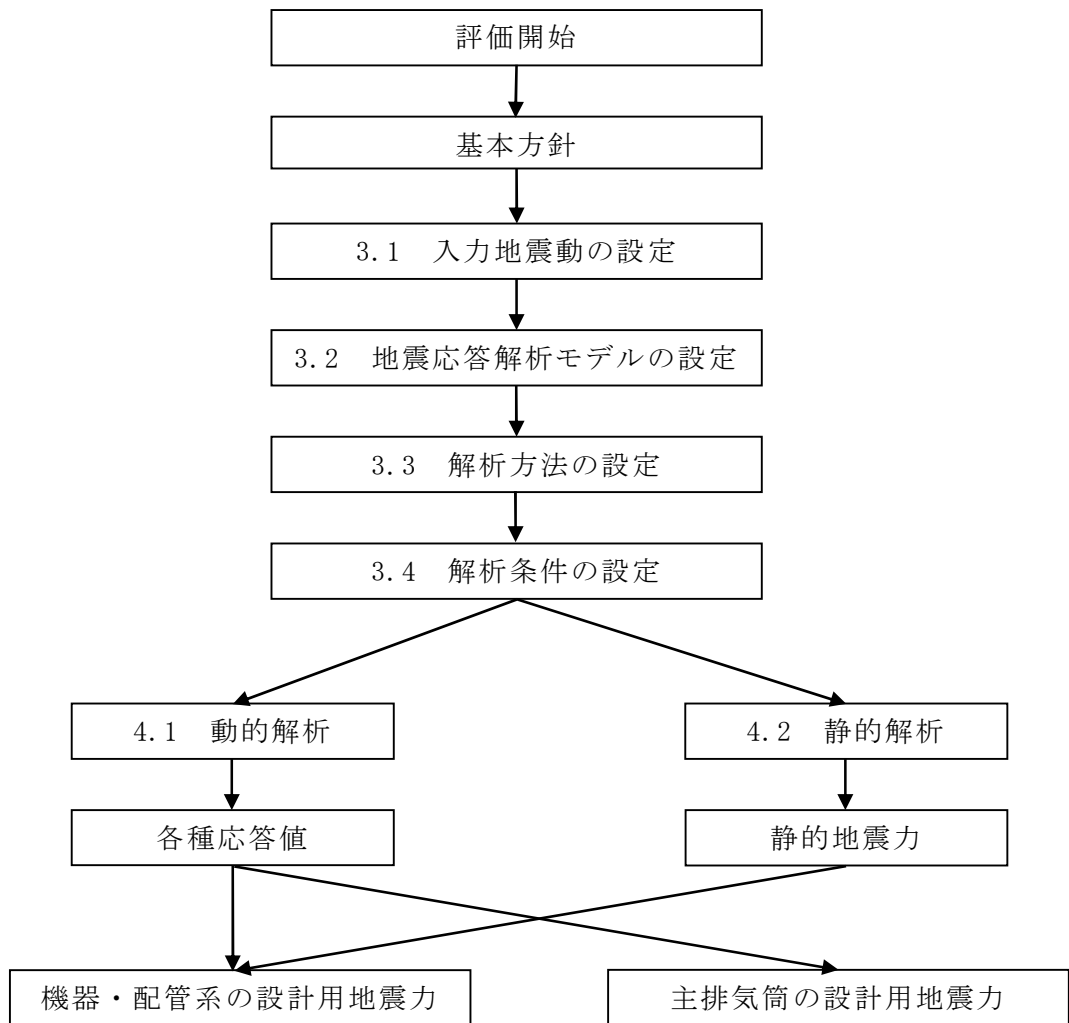 評価開始
基本方針
3.1　入力地震動の設定
3.2　地震応答解析モデルの設定
3.3　解析方法の設定
3.4　解析条件の設定
4.1　動的解析
4.2　静的解析
各種応答値
静的地震力
機器・配管系の設計用地震力
主排気筒の設計用地震力